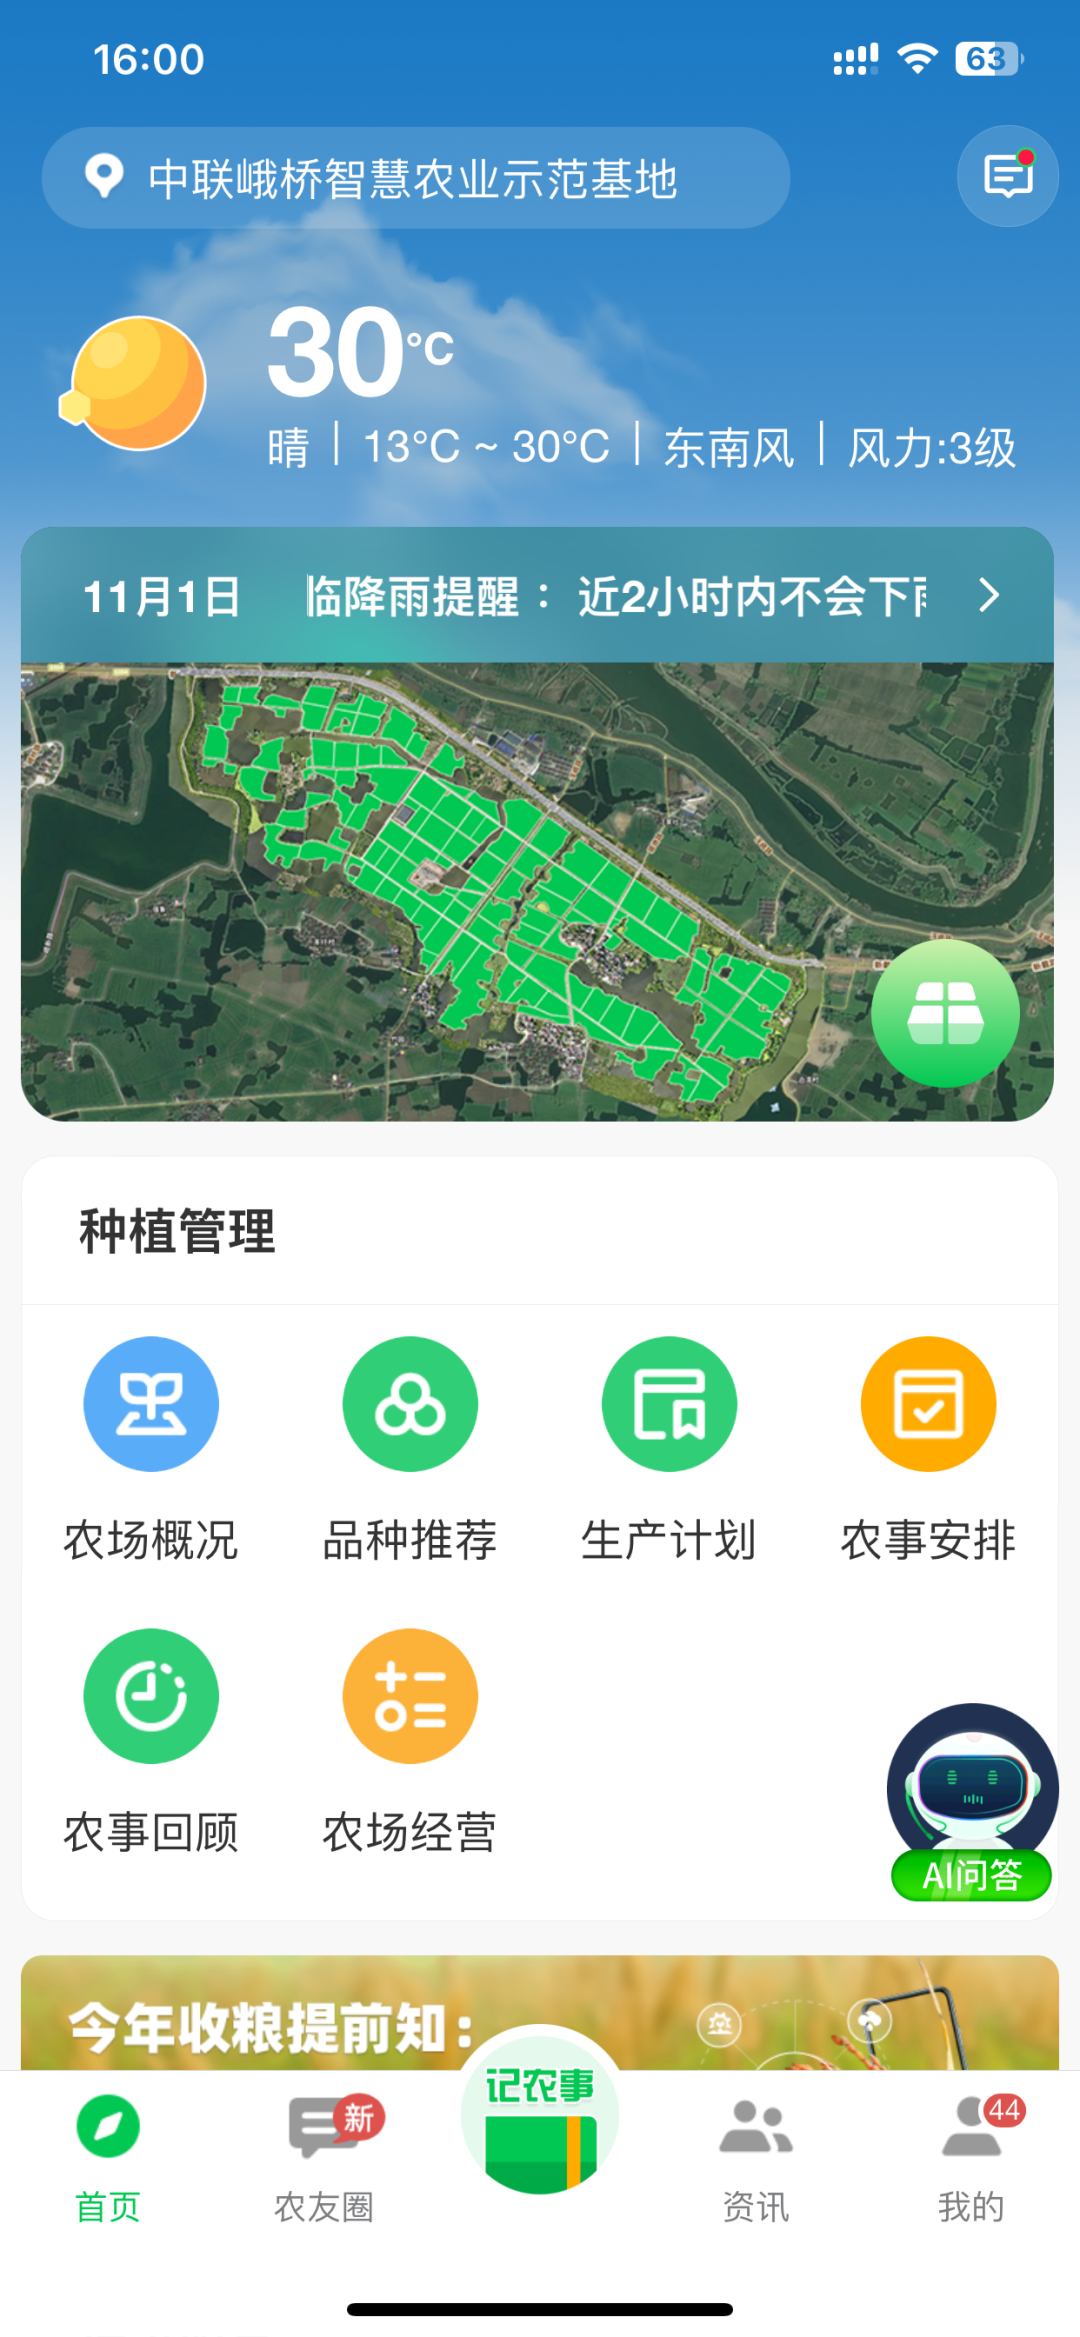 16:00
63
中联峨桥智慧农业示范基地
30°C
晴 | 13°C ~ 30°C | 东南风 | 风力:3级
11月1日 临降雨提醒： 近2小时内不会下
种植管理
农场概况 品种推荐 生产计划 农事安排
农事回顾 农场经营
AI问答
今年收粮提前知：
记农事
新
44
首页 农友圈 资讯 我的